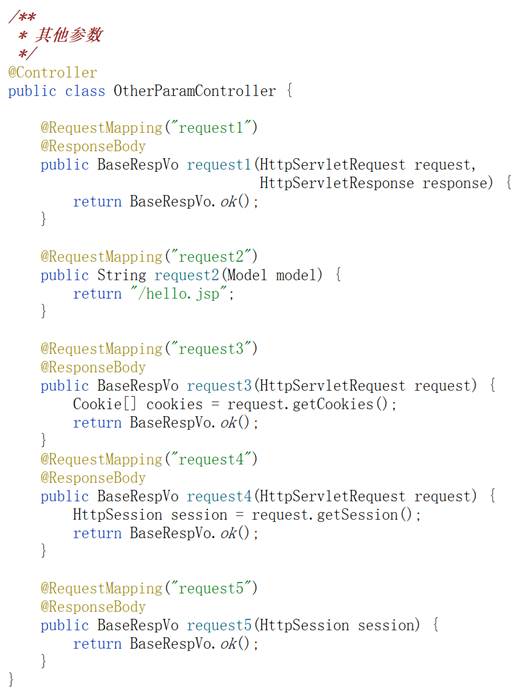 /**
 * 其他参数
 */
@Controller
public class OtherParamController {

    @RequestMapping("request1")
    @ResponseBody
    public BaseRespVo request1(HttpServletRequest request,
                               HttpServletResponse response) {
        return BaseRespVo.ok();
    }

    @RequestMapping("request2")
    public String request2(Model model) {
        return "/hello.jsp";
    }

    @RequestMapping("request3")
    @ResponseBody
    public BaseRespVo request3(HttpServletRequest request) {
        Cookie[] cookies = request.getCookies();
        return BaseRespVo.ok();
    }
    @RequestMapping("request4")
    @ResponseBody
    public BaseRespVo request4(HttpServletRequest request) {
        HttpSession session = request.getSession();
        return BaseRespVo.ok();
    }

    @RequestMapping("request5")
    @ResponseBody
    public BaseRespVo request5(HttpSession session) {
        return BaseRespVo.ok();
    }
}